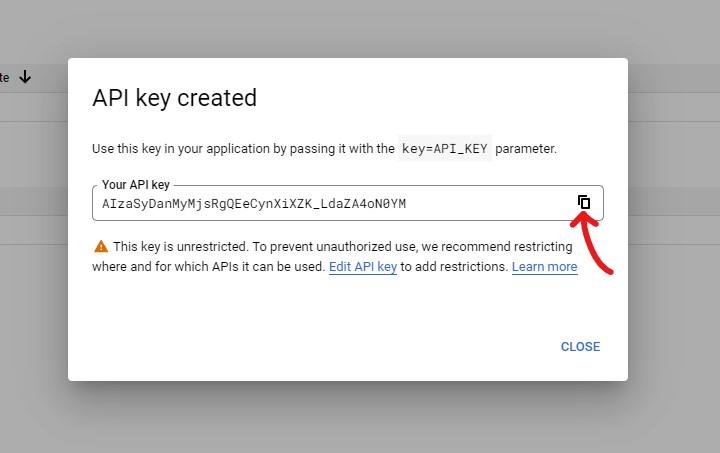 te
API key created
Use this key in your application by passing it with the key=API_KEY parameter.
Your API key
AIzaSyDanMyMjsRgQEeCynXiXZK_LdaZA4oN0YM
This key is unrestricted. To prevent unauthorized use, we recommend restricting
where and for which APIs it can be used. Edit API key to add restrictions. Learn more
CLOSE